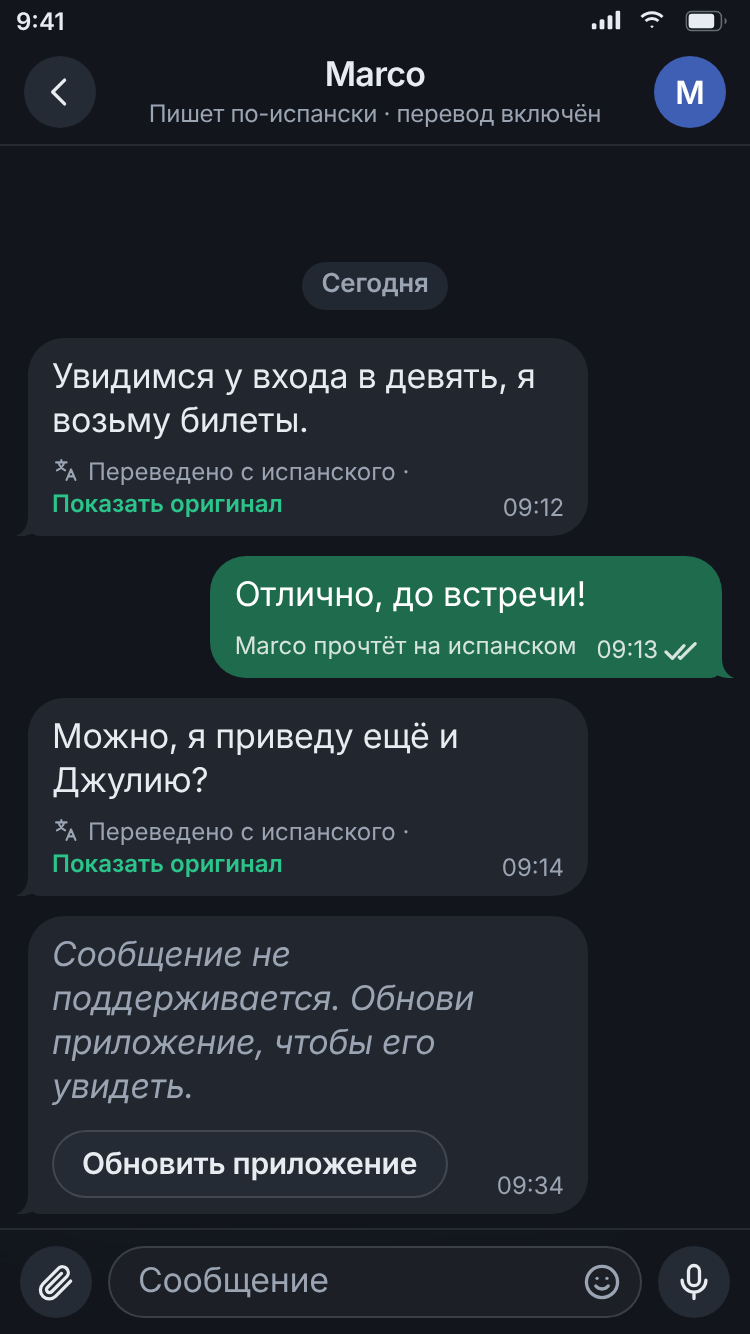 9:41
Marco
Пишет по-испански · перевод включён
M
Сегодня
Увидимся у входа в девять, я
возьму билеты.
Переведено с испанского ·
Показать оригинал
09:12
Отлично, до встречи!
Marco прочтёт на испанском
09:13
Можно, я приведу ещё и
Джулию?
Переведено с испанского ·
Показать оригинал
09:14
Сообщение не
поддерживается. Обнови
приложение, чтобы его
увидеть.
Обновить приложение
09:34
Сообщение